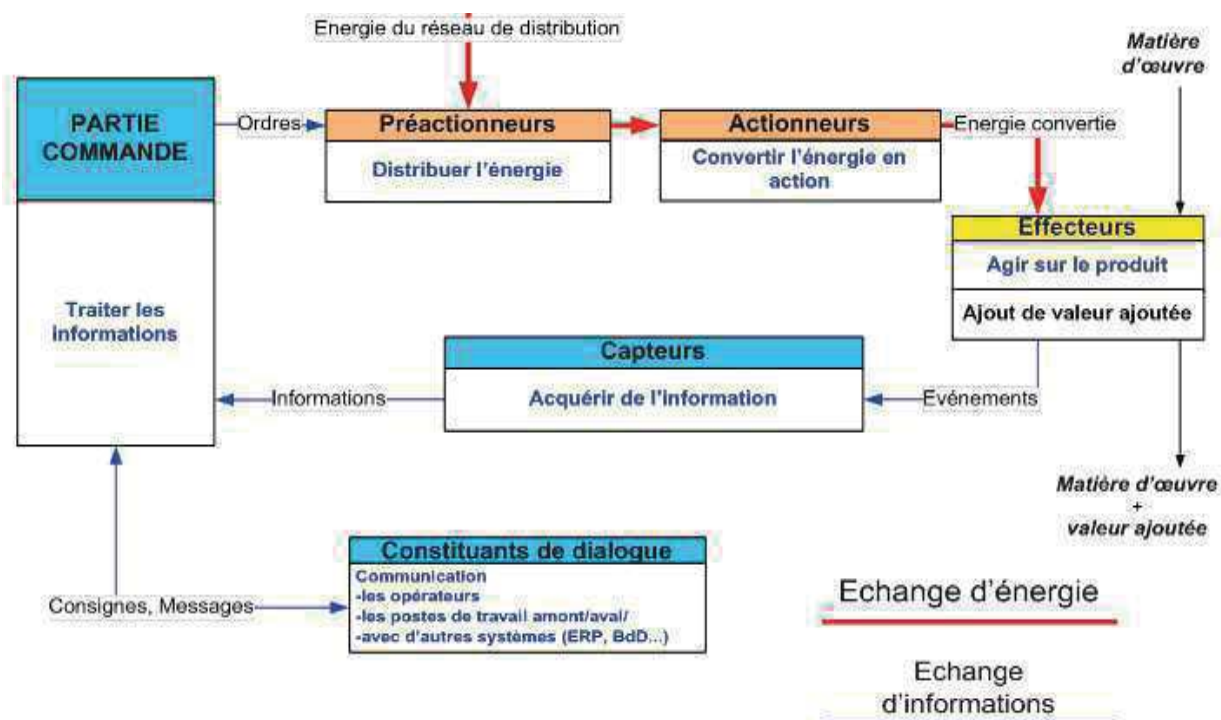 Energie du réseau de distribution
Matière
d'œuvre
PARTIE
COMMANDE
Ordres
Préactionneurs
Actionneurs
Energie convertie
Distribuer l'énergie
Convertir l'énergie en
action
Effecteurs
Agir sur le produit
Ajout de valeur ajoutée
Traiter les
informations
Capteurs
Acquérir de l'information
Informations
Evénements
Matière d'œuvre
+
valeur ajoutée
Constituants de dialogue
Communication
-les opérateurs
-les postes de travail amont/aval/
-avec d'autres systèmes (ERP, BdD...)
Consignes, Messages
Echange d'énergie
Echange
d'informations